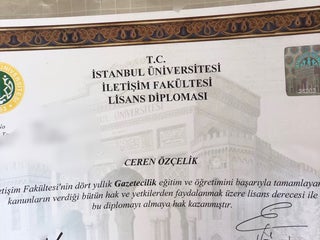 T.C.
İSTANBUL ÜNİVERSİTESİ
İLETİŞİM FAKÜLTESİ
LİSANS DİPLOMASI
No
CEREN ÖZÇELİK
letişim Fakültesi'nin dört yıllık Gazetecilik eğitim ve öğretimini başarıyla tamamlayar
kanunların verdiği bütün hak ve yetkilerden faydalanmak üzere lisans derecesi ile
bu diplomayı almaya hak kazanmıştır.